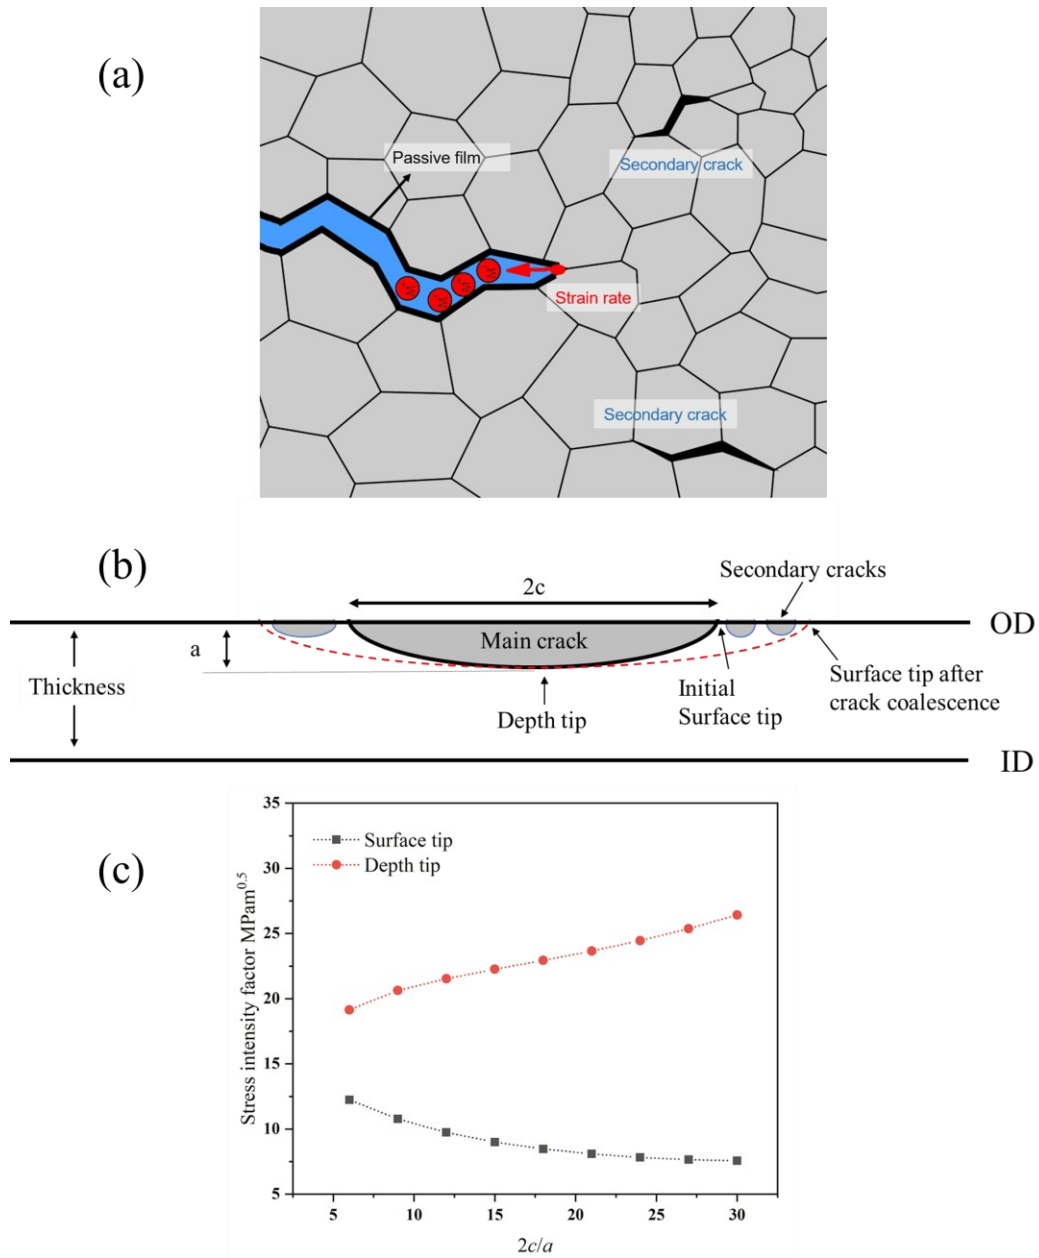 (a)
Passive film
Secondary crack
Strain rate
Secondary crack
(b)
2c
Secondary cracks
OD
a
Main crack
Thickness
Depth tip
Initial
Surface tip
Surface tip after
crack coalescence
ID
(c)
Stress intensity factor MPam^0.5
35
30
25
20
15
10
5
Surface tip
Depth tip
5
10
15
20
25
30
2c/a